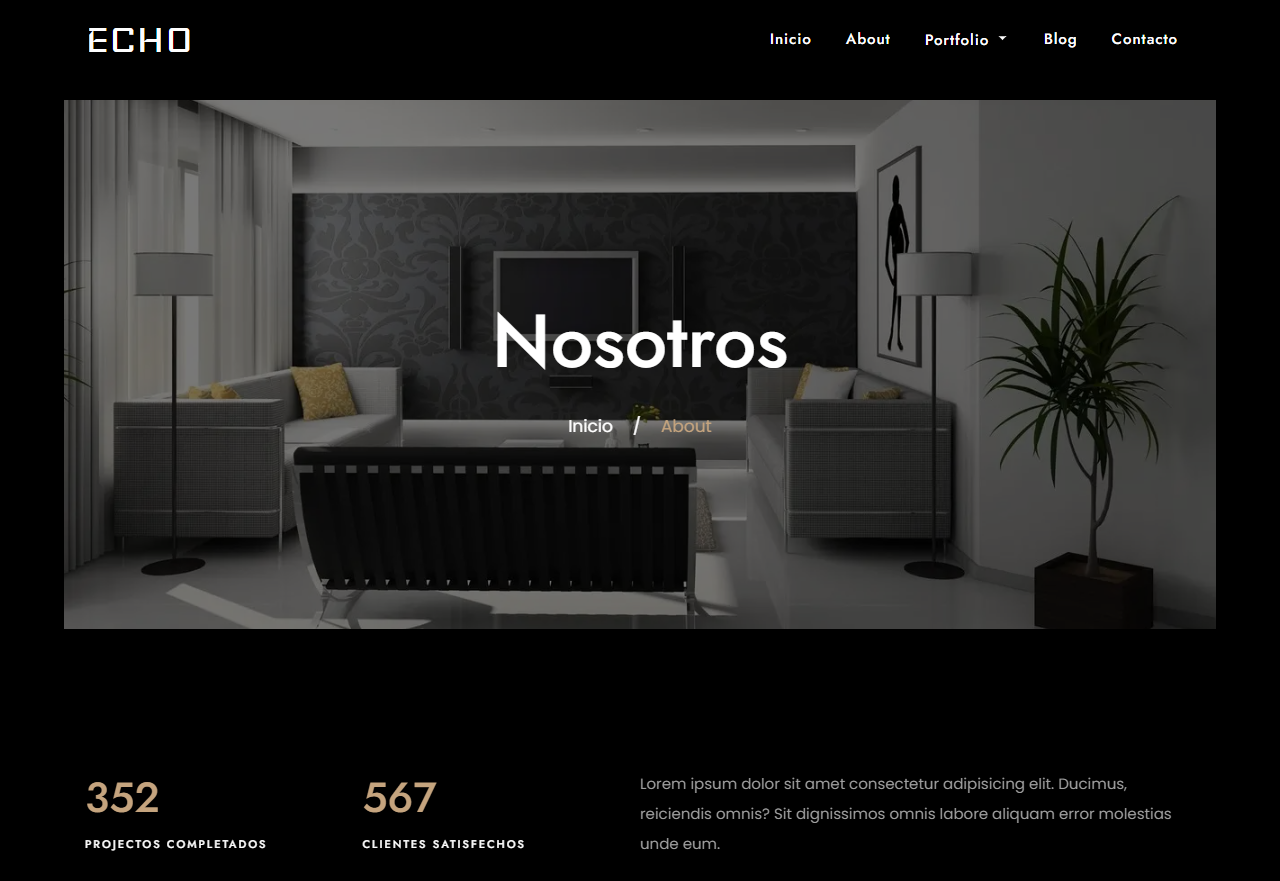 ECHO
Inicio About Portfolio Blog Contacto
Nosotros
Inicio / About
352
567
PROJECTOS COMPLETADOS
CLIENTES SATISFECHOS
Lorem ipsum dolor sit amet consectetur adipisicing elit. Ducimus,
reiciendis omnis? Sit dignissimos omnis labore aliquam error molestias
unde eum.